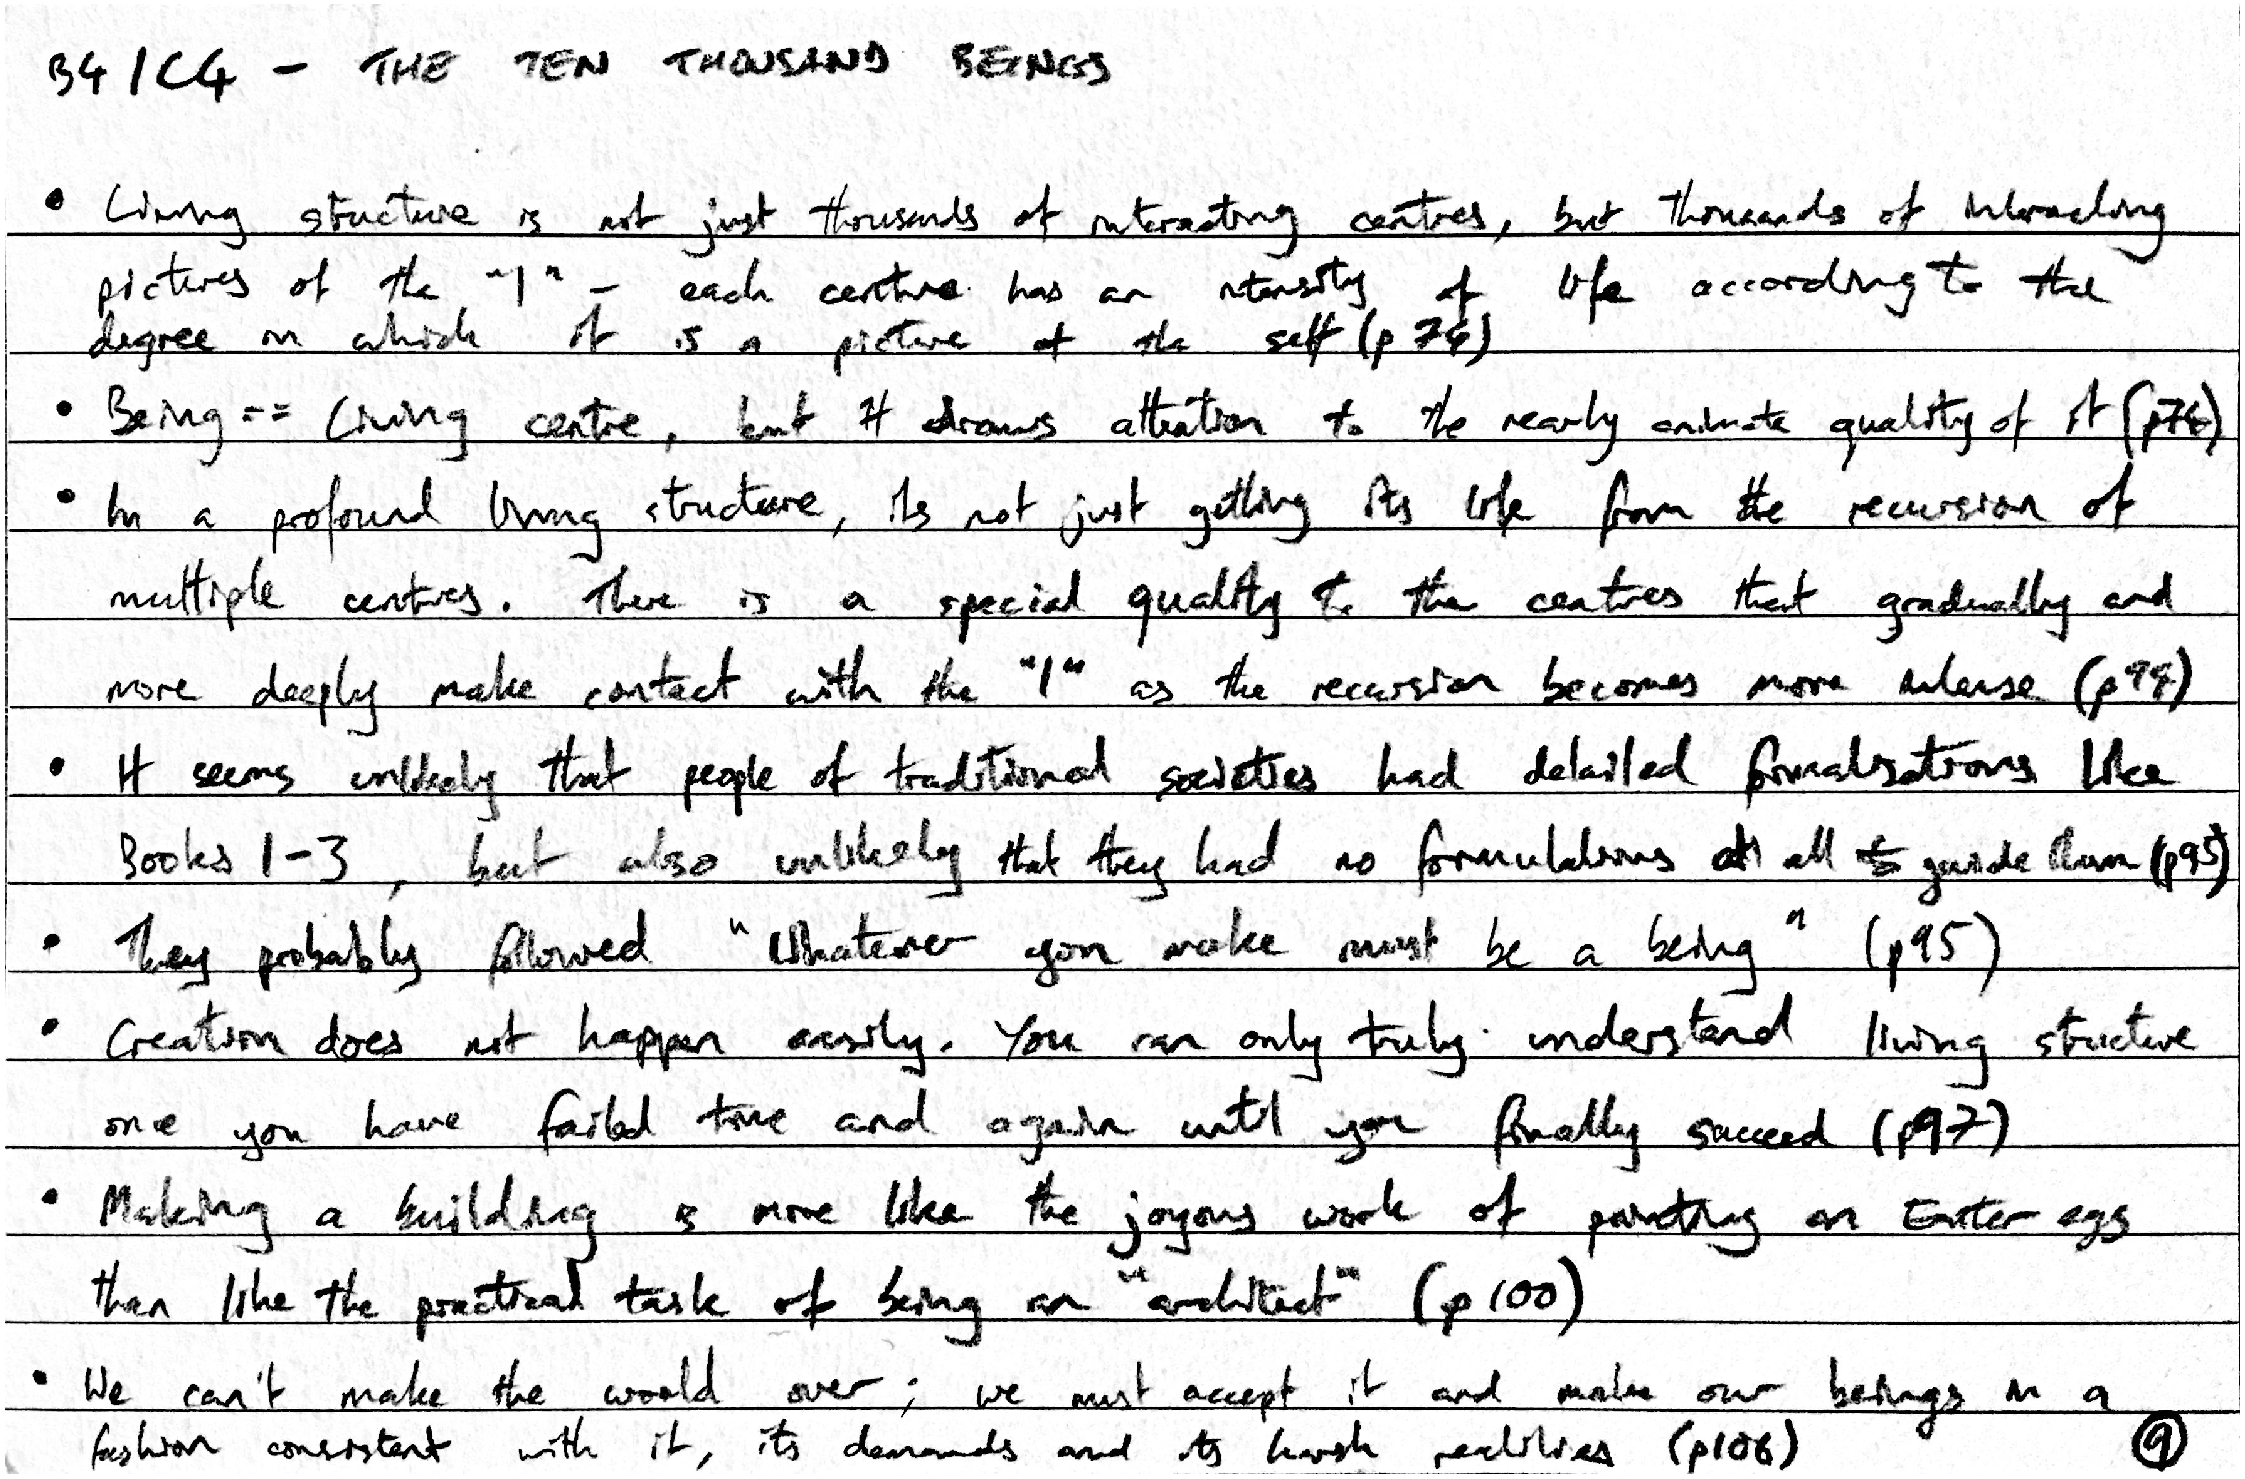 B4/C4 - THE TEN THOUSAND BEINGS
• Living structure is not just thousands of interacting centres, but thousands of interacting
pictures of the "I" - each centre has an intensity of life according to the
degree in which it is a picture of the self (p 76)
• Being == Living centre, but it draws attention to the nearly animate quality of it (p76)
• In a profound living structure, its not just getting its life from the recursion of
multiple centres. There is a special quality to the centres that gradually and
more deeply make contact with the "I" as the recursion becomes more intense (p94)
• It seems unlikely that people of traditional societies had detailed formalisations like
Books 1-3, but also unlikely that they had no formulations at all to guide them (p95)
• They probably followed "Whatever you make must be a being" (p95)
• Creation does not happen easily. You can only truly understand living structure
once you have failed time and again until you finally succeed (p97)
• Making a building is more like the joyous work of painting an Easter egg
than like the practical task of being an "architect" (p100)
• We can't make the world over; we must accept it and make our beings in a
fashion consistent with it, its demands and its harsh realities (p106)
9